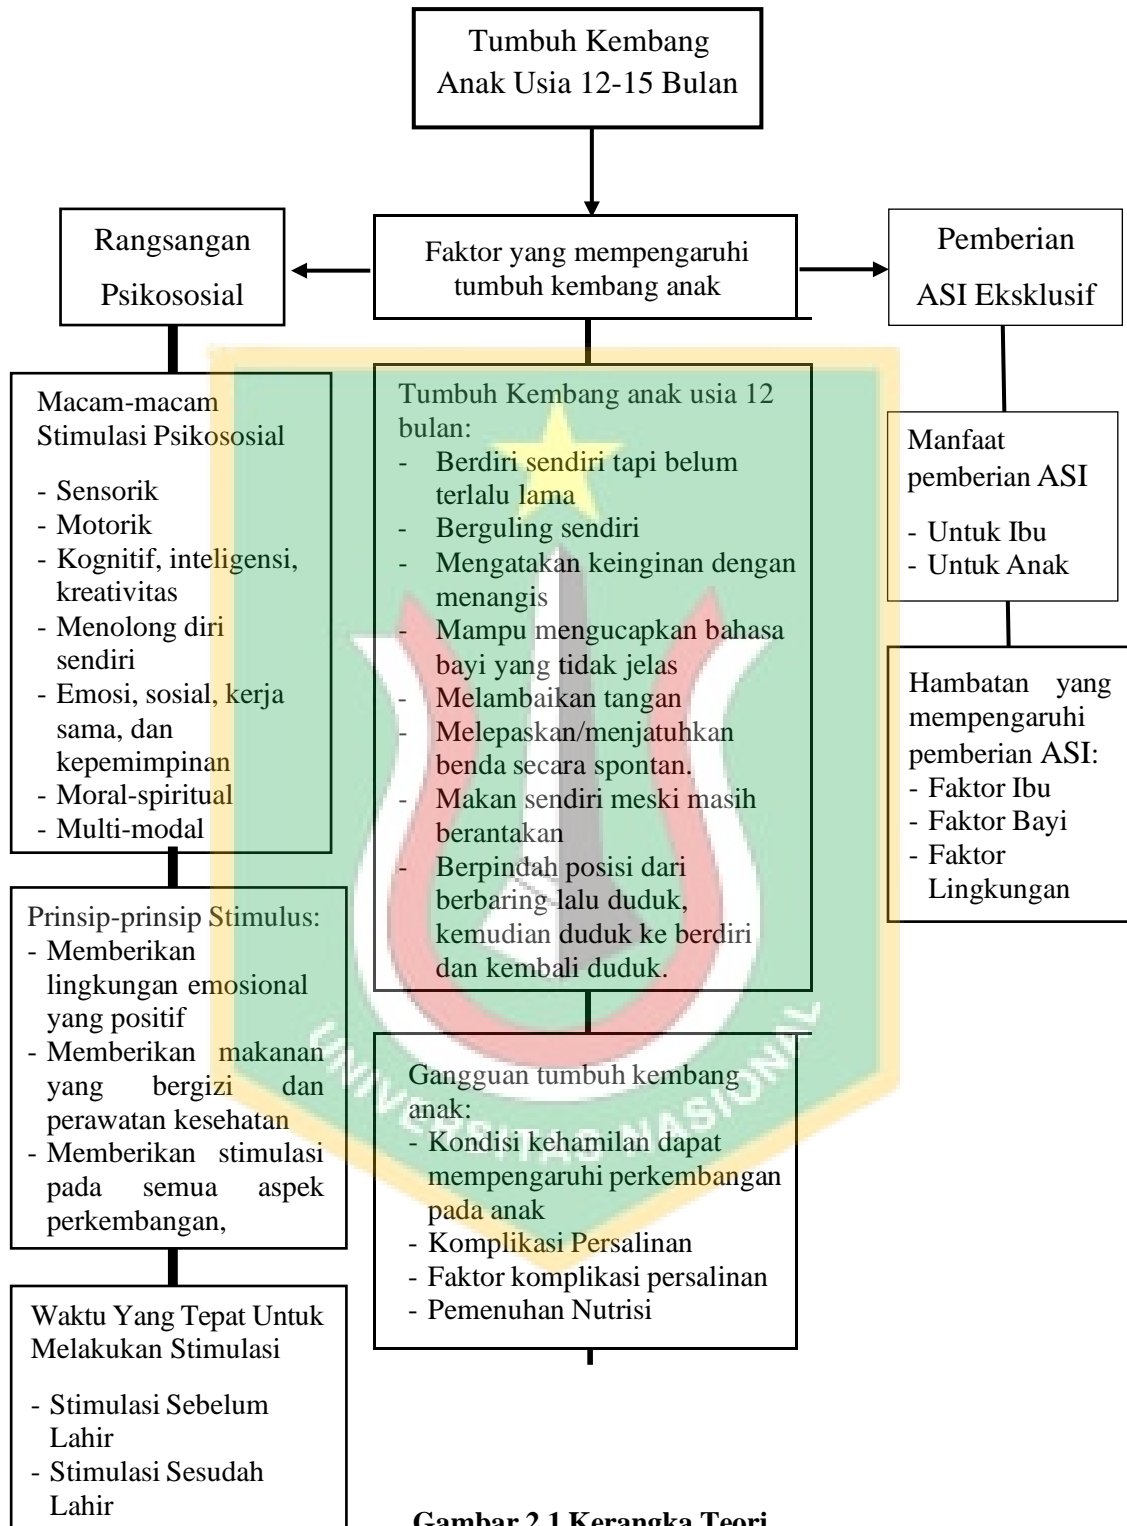 Tumbuh Kembang
Anak Usia 12-15 Bulan
Rangsangan
Psikososial
Faktor yang mempengaruhi
tumbuh kembang anak
Pemberian
ASI Eksklusif
Macam-macam
Stimulasi Psikososial
- Sensorik
- Motorik
- Kognitif, inteligensi,
kreativitas
- Menolong diri
sendiri
- Emosi, sosial, kerja
sama, dan
kepemimpinan
- Moral-spiritual
- Multi-modal
Prinsip-prinsip Stimulus:
- Memberikan
lingkungan emosional
yang positif
- Memberikan makanan
yang bergizi dan
perawatan kesehatan
- Memberikan stimulasi
pada semua aspek
perkembangan,
Waktu Yang Tepat Untuk
Melakukan Stimulasi
- Stimulasi Sebelum
Lahir
- Stimulasi Sesudah
Lahir
Tumbuh Kembang anak usia 12
bulan:
- Berdiri sendiri tapi belum
terlalu lama
- Berguling sendiri
- Mengatakan keinginan dengan
menangis
- Mampu mengucapkan bahasa
bayi yang tidak jelas
- Melambaikan tangan
- Melepaskan/menjatuhkan
benda secara spontan.
- Makan sendiri meski masih
berantakan
- Berpindah posisi dari
berbaring lalu duduk,
kemudian duduk ke berdiri
dan kembali duduk.
Gangguan tumbuh kembang
anak:
- Kondisi kehamilan dapat
mempengaruhi perkembangan
pada anak
- Komplikasi Persalinan
- Faktor komplikasi persalinan
- Pemenuhan Nutrisi
Manfaat
pemberian ASI
- Untuk Ibu
- Untuk Anak
Hambatan yang
mempengaruhi
pemberian ASI:
- Faktor Ibu
- Faktor Bayi
- Faktor
Lingkungan
UNIVERSITAS NASIONAL
Gambar 2.1 Kerangka Teori